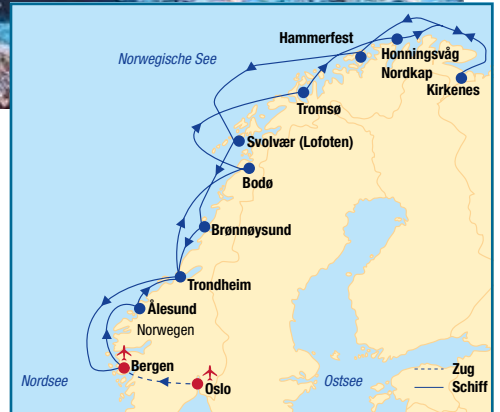 Hammerfest
Norwegische See
Honningsvåg
Nordkap
Kirkenes
Tromsø
Svolvær (Lofoten)
Bodø
Brønnøysund
Trondheim
Ålesund
Norwegen
Bergen
Oslo
Nordsee
Ostsee
Zug
Schiff